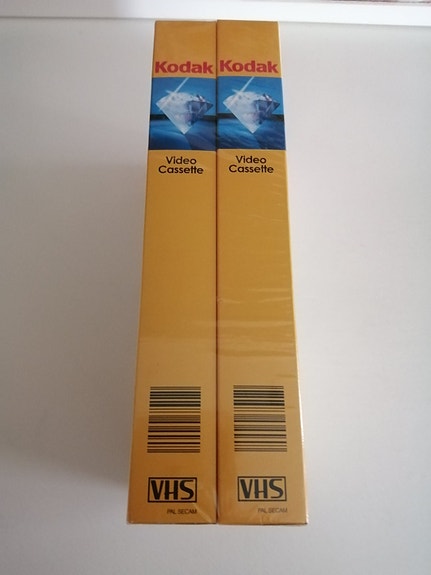 Kodak
Video
Cassette
VHS
PAL SECAM
Kodak
Video
Cassette
VHS
PAL SECAM